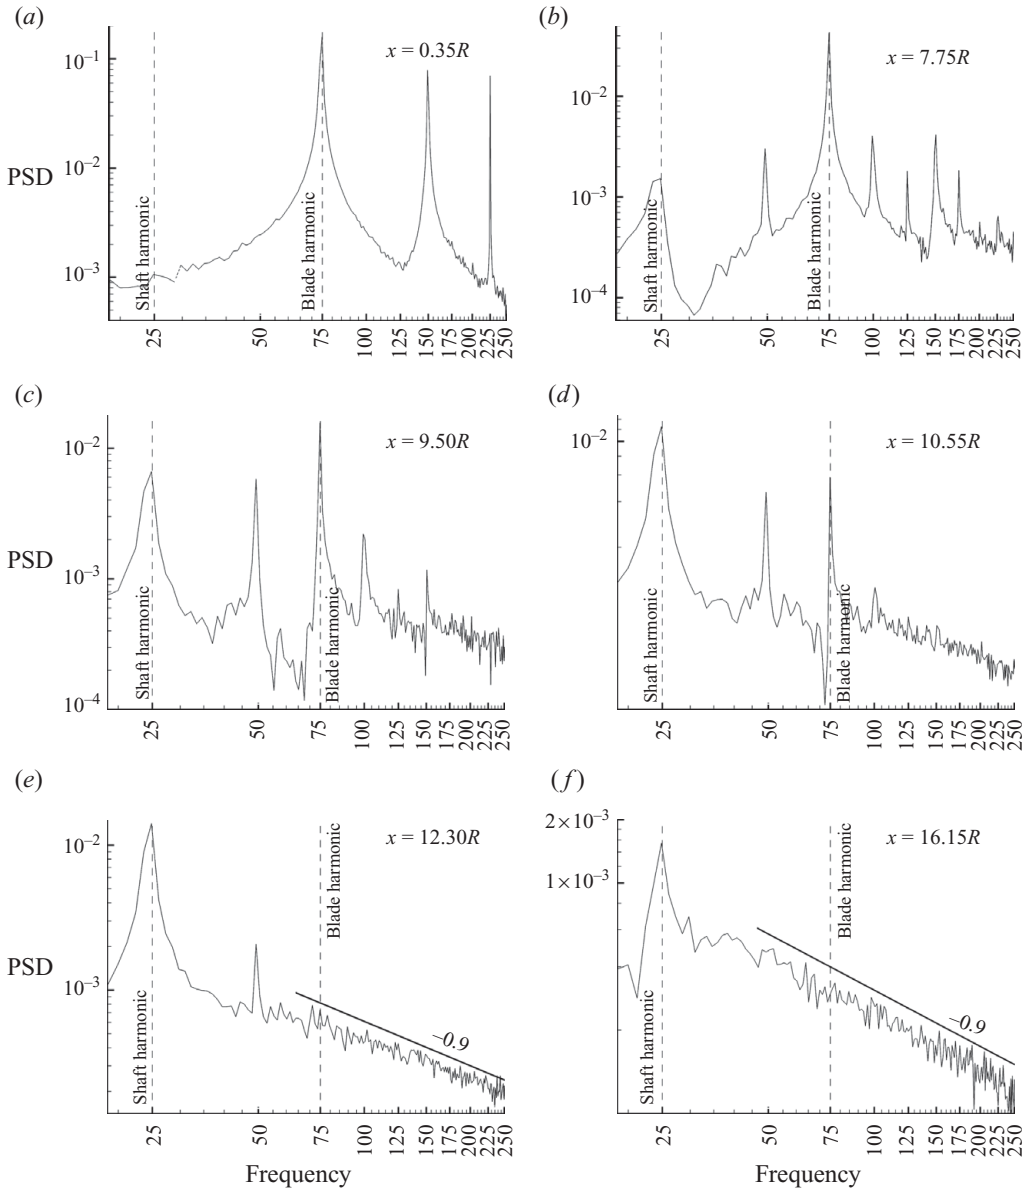 (a)
(b)
x = 0.35R
x = 7.75R
10⁻¹
10⁻²
10⁻³
PSD
Shaft harmonic
Blade harmonic
25 50 75 100 125 150 175 200 225 250
10⁻²
10⁻³
10⁻⁴
Shaft harmonic
Blade harmonic
25 50 75 100 125 150 175 200 225 250
(c)
(d)
x = 9.50R
x = 10.55R
10⁻²
10⁻³
10⁻⁴
PSD
Shaft harmonic
Blade harmonic
25 50 75 100 125 150 175 200 225 250
10⁻²
Shaft harmonic
Blade harmonic
25 50 75 100 125 150 175 200 225 250
(e)
(f)
x = 12.30R
x = 16.15R
10⁻²
10⁻³
PSD
Shaft harmonic
Blade harmonic
−0.9
25 50 75 100 125 150 175 200 225 250
Frequency
2×10⁻³
1×10⁻³
Shaft harmonic
Blade harmonic
−0.9
25 50 75 100 125 150 175 200 225 250
Frequency